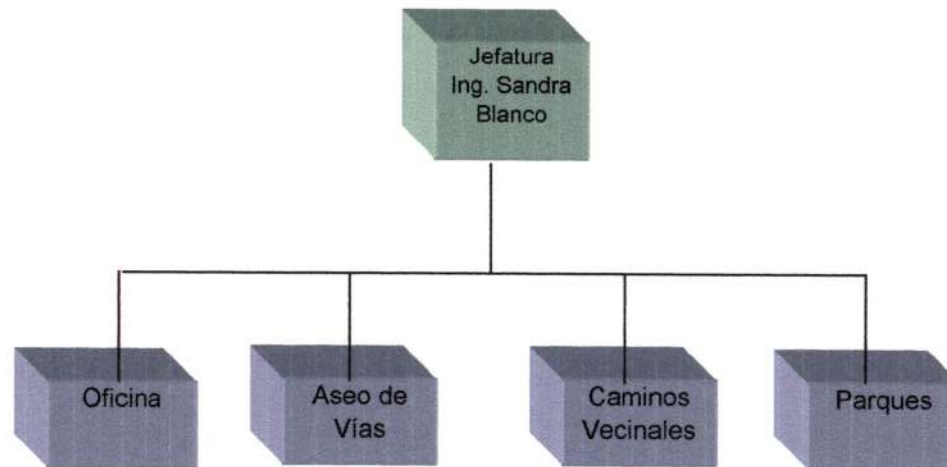 Jefatura
Ing. Sandra
Blanco
Oficina
Aseo de
Vías
Caminos
Vecinales
Parques